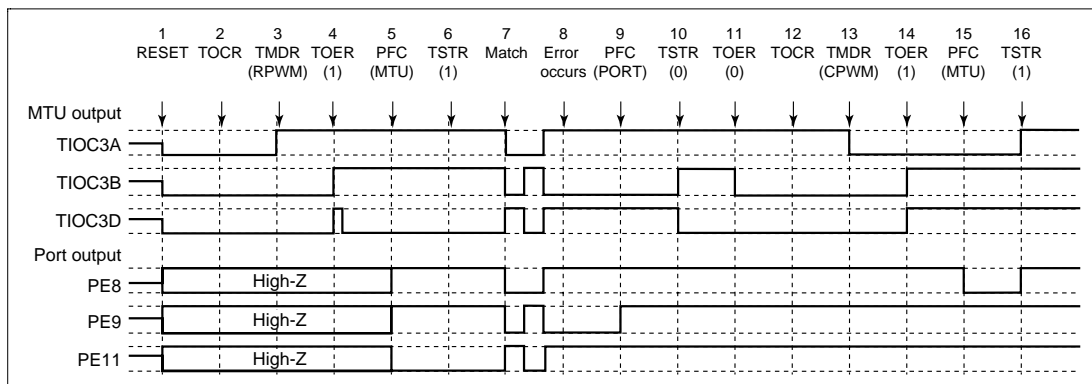 1 2 3 4 5 6 7 8 9 10 11 12 13 14 15 16
RESET TOCR TMDR TOER PFC TSTR Match Error PFC TSTR TOER TOCR TMDR TOER PFC TSTR
(RPWM) (1) (MTU) (1) occurs (PORT) (0) (0) (CPWM) (1) (MTU) (1)
MTU output
TIOC3A
TIOC3B
TIOC3D
Port output
PE8 High-Z
PE9 High-Z
PE11 High-Z